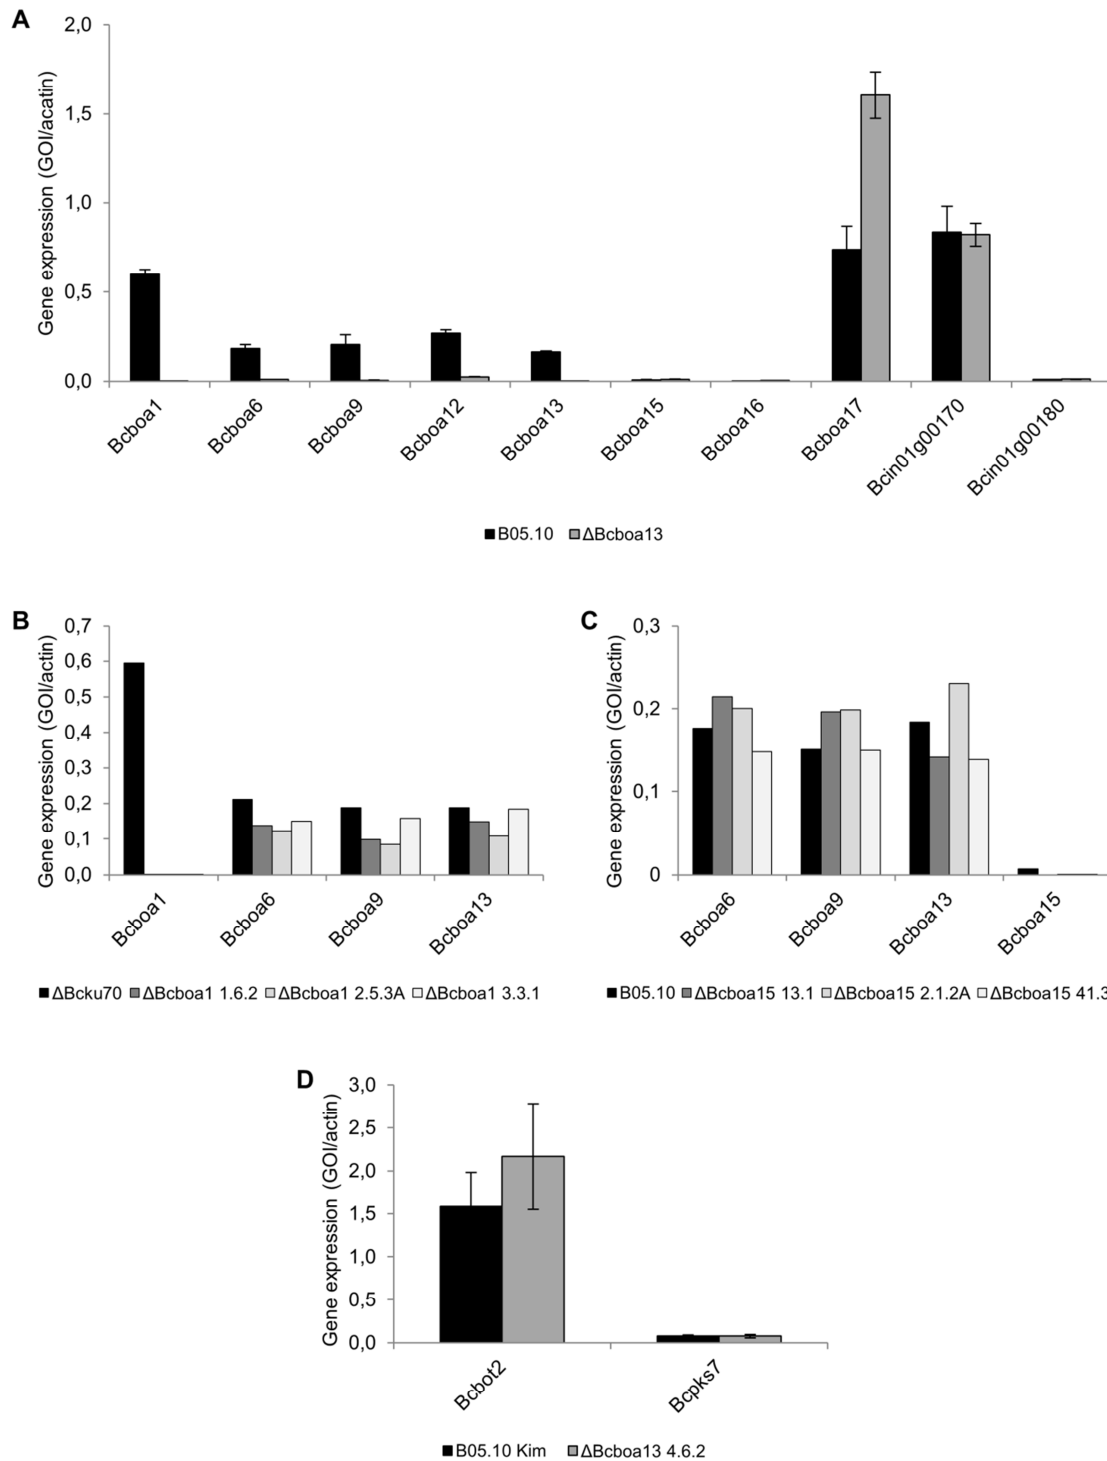 A
Gene expression (GOI/acatin)
2,0
1,5
1,0
0,5
0,0
Bcboa1
Bcboa6
Bcboa9
Bcboa12
Bcboa13
Bcboa15
Bcboa16
Bcboa17
Bcin01g00170
Bcin01g00180
B05.10 ΔBcboa13
B
Gene expression (GOI/actin)
0,7
0,6
0,5
0,4
0,3
0,2
0,1
0,0
Bcboa1
Bcboa6
Bcboa9
Bcboa13
ΔBcku70 ΔBcboa1 1.6.2 ΔBcboa1 2.5.3A ΔBcboa1 3.3.1
C
Gene expression (GOI/actin)
0,3
0,2
0,1
0
Bcboa6
Bcboa9
Bcboa13
Bcboa15
B05.10 ΔBcboa15 13.1 ΔBcboa15 2.1.2A ΔBcboa15 41.3
D
Gene expression (GOI/actin)
3,0
2,5
2,0
1,5
1,0
0,5
0,0
Bcbot2
Bcpks7
B05.10 Kim ΔBcboa13 4.6.2